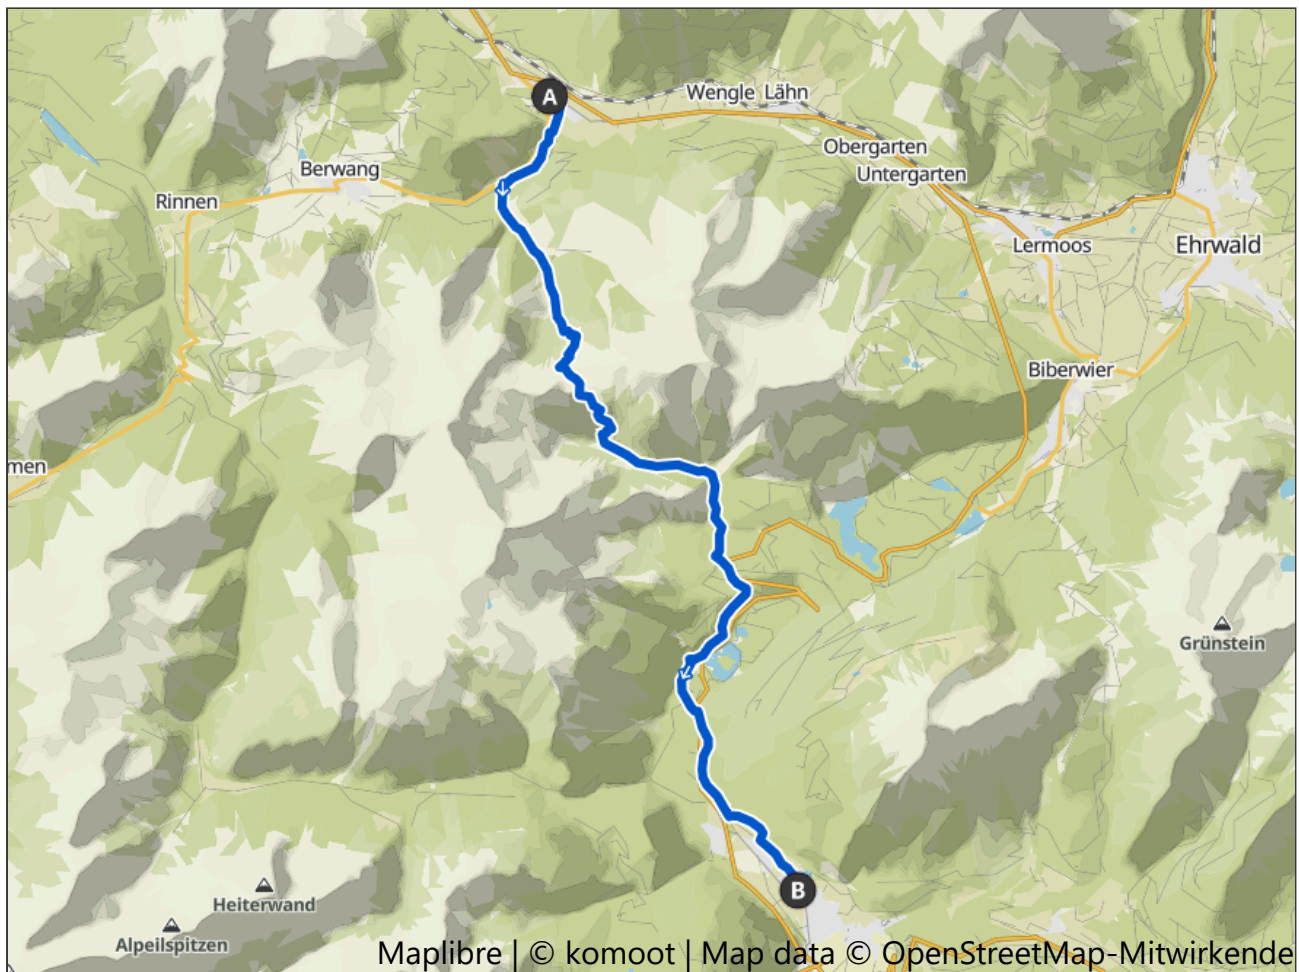 A
Wengle Lähn
Obergarten
Berwang
Untergarten
Rinnen
Lermoos
Ehrwald
Biberwier
men
Grünstein
Heiterwand
B
Alpeilspitzen
Maplibre | © komoot | Map data © OpenStreetMap-Mitwirkende